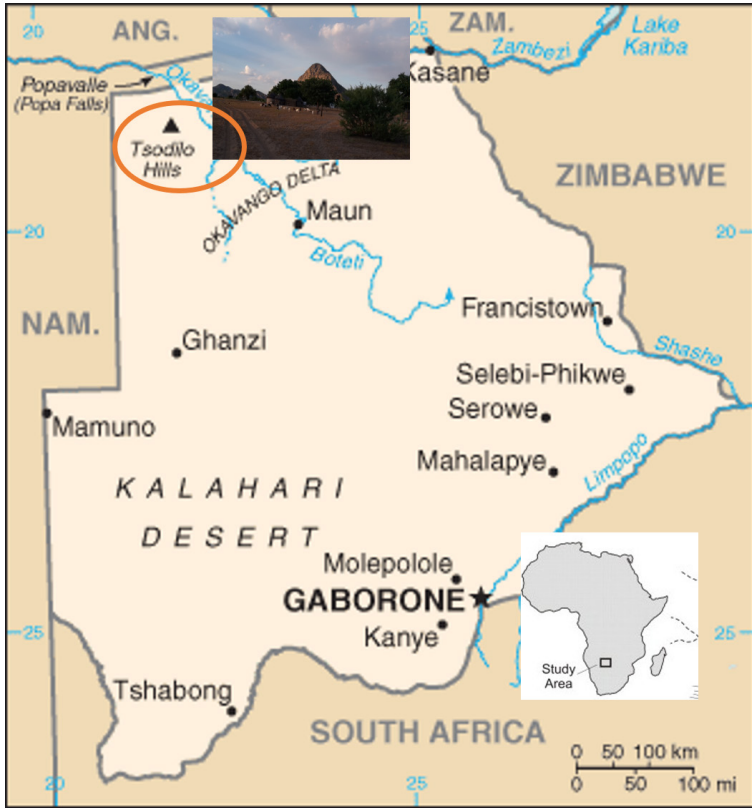 20
ANG.
25
ZAM.
Zambezi
Lake
Kariba
Popavalle
(Popa Falls)
Kasane
Tsodilo
Hills
ZIMBABWE
OKAVANGO DELTA
Maun
20
20
Boteti
Francistown
NAM.
Ghanzi
Shashe
Selebi-Phikwe
Serowe
Mamuno
Mahalapye
Limpopo
KALAHARI
DESERT
Molepolole
GABORONE
Kanye
25
25
Study
Area
Tshabong
SOUTH AFRICA
0 50 100 km
0 50 100 mi
20
25